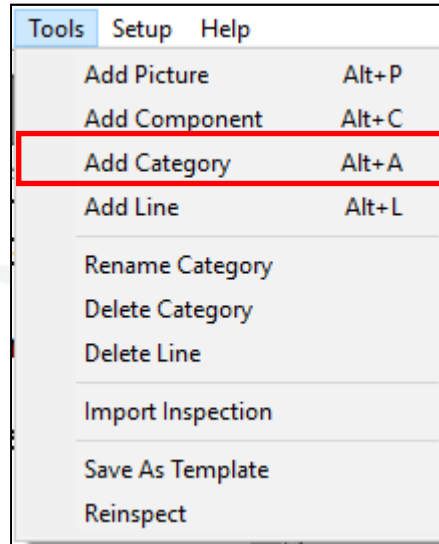 Tools Setup Help
Add Picture Alt+P
Add Component Alt+C
Add Category Alt+A
Add Line Alt+L
Rename Category
Delete Category
Delete Line
Import Inspection
Save As Template
Reinspect